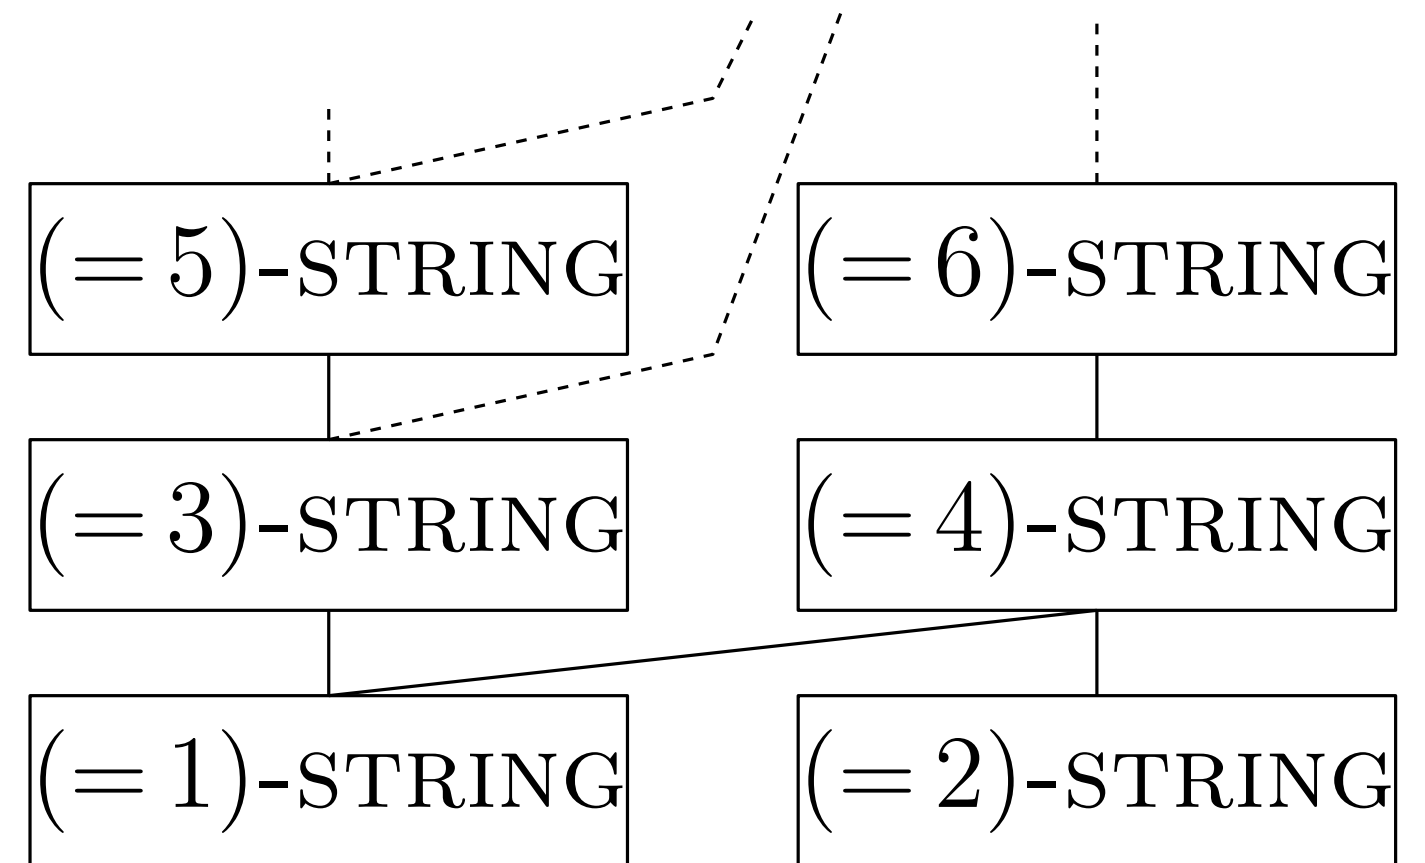 (= 5)-STRING
(= 6)-STRING
(= 3)-STRING
(= 4)-STRING
(= 1)-STRING
(= 2)-STRING